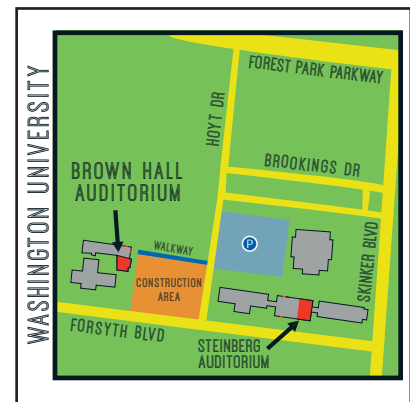 WASHINGTON UNIVERSITY
FOREST PARK PARKWAY
HOYT DR
BROOKINGS DR
BROWN HALL
AUDITORIUM
SKINKER BLVD
WALKWAY
P
CONSTRUCTION
AREA
FORSYTH BLVD
STEINBERG
AUDITORIUM